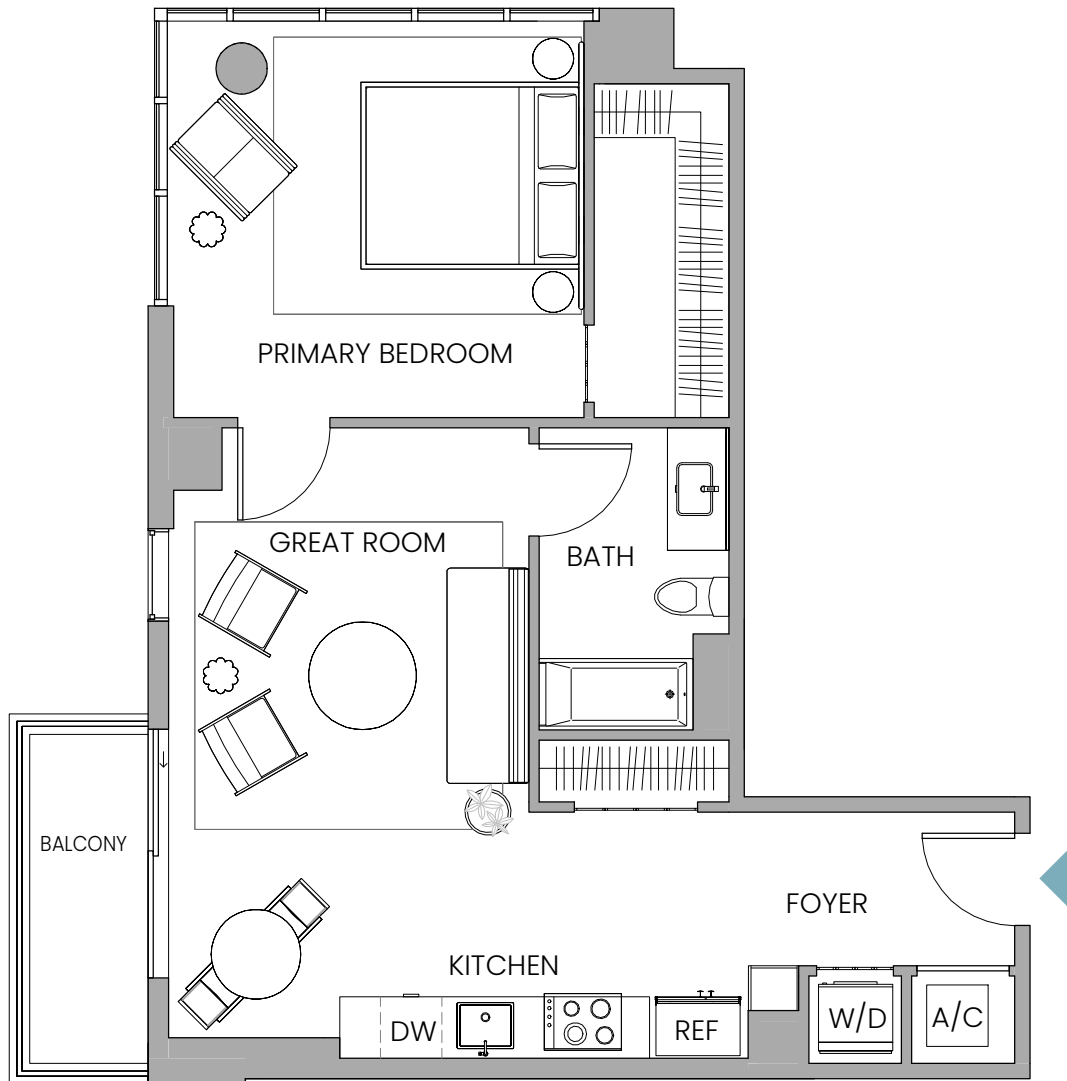 PRIMARY BEDROOM
GREAT ROOM
BATH
BALCONY
FOYER
KITCHEN
DW
REF
W/D
A/C